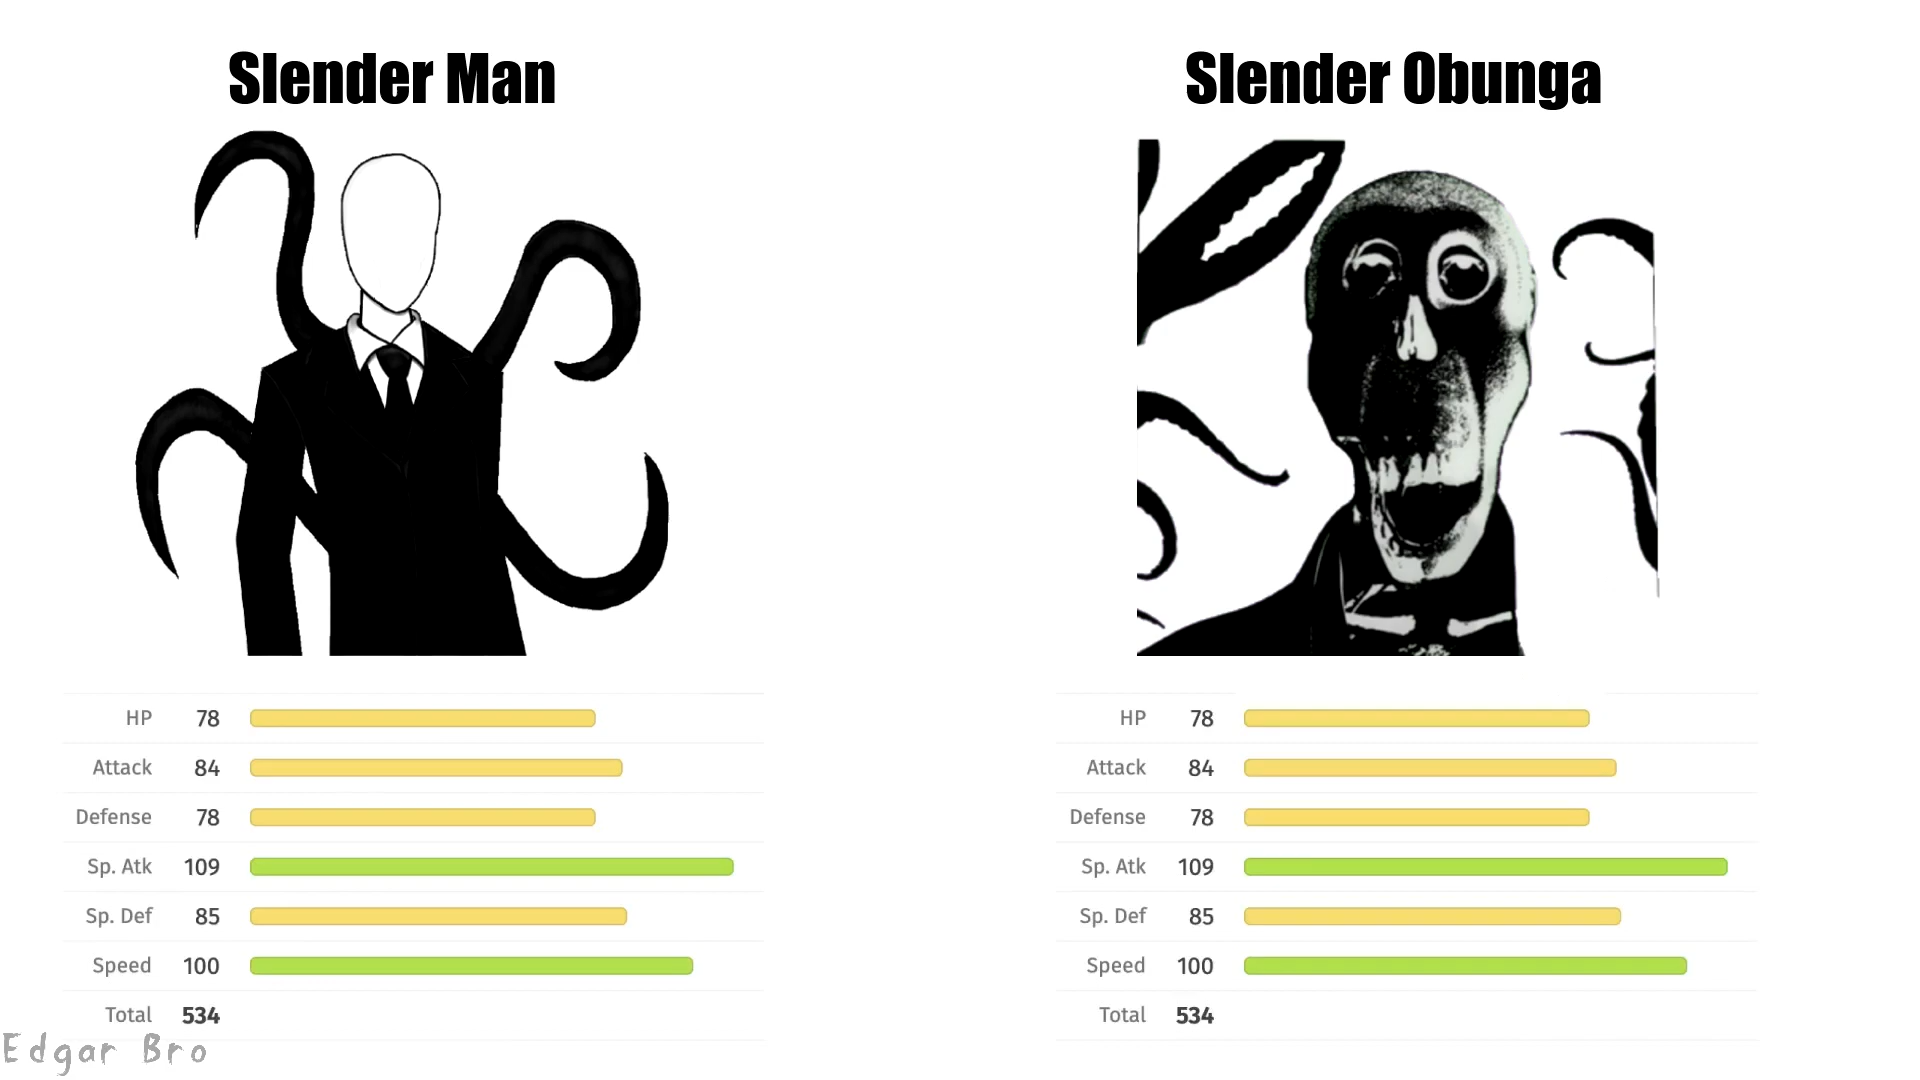 Slender Man
HP 78
Attack 84
Defense 78
Sp. Atk 109
Sp. Def 85
Speed 100
Total 534
Slender Obunga
HP 78
Attack 84
Defense 78
Sp. Atk 109
Sp. Def 85
Speed 100
Total 534
Edgar Bro